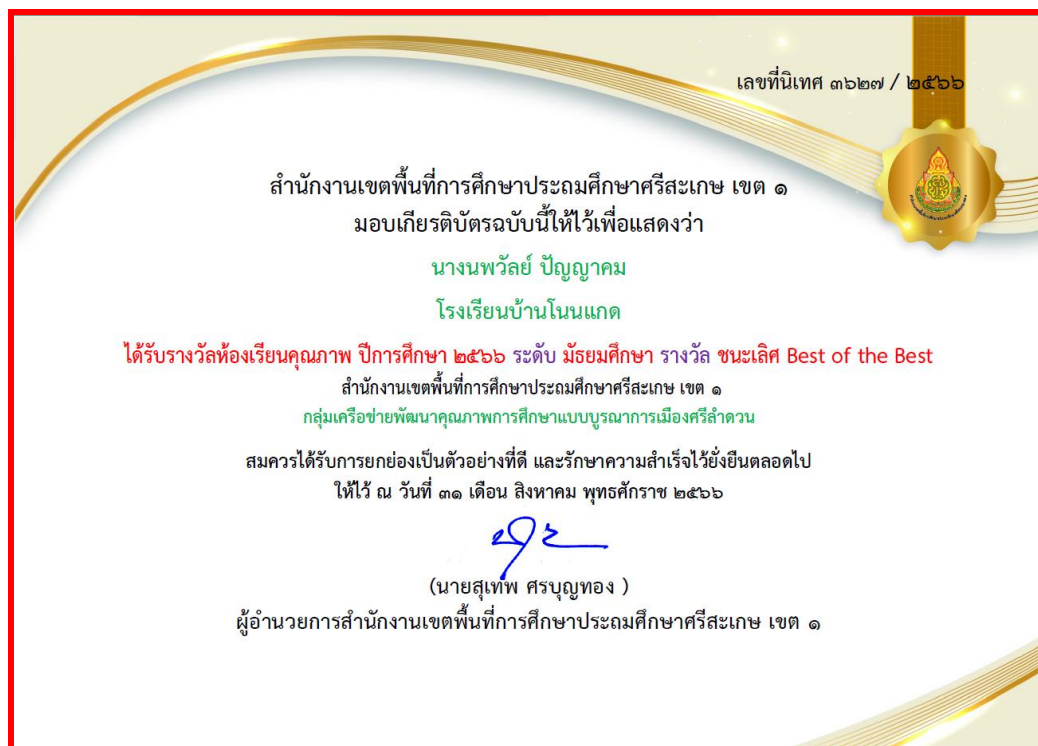 เลขที่นิเทศ ๓๖๒๗ / ๒๕๖๖
สำนักงานเขตพื้นที่การศึกษาประถมศึกษาศรีสะเกษ เขต ๑
มอบเกียรติบัตรฉบับนี้ให้ไว้เพื่อแสดงว่า
นางนพวัลย์ ปัญญาคม
โรงเรียนบ้านโนนแกด
ได้รับรางวัลห้องเรียนคุณภาพ ปีการศึกษา ๒๕๖๖ ระดับ มัธยมศึกษา รางวัล ชนะเลิศ Best of the Best
สำนักงานเขตพื้นที่การศึกษาประถมศึกษาศรีสะเกษ เขต ๑
กลุ่มเครือข่ายพัฒนาคุณภาพการศึกษาแบบบูรณาการเมืองศรีลำดวน
สมควรได้รับการยกย่องเป็นตัวอย่างที่ดี และรักษาความสำเร็จไว้ยั่งยืนตลอดไป
ให้ไว้ ณ วันที่ ๓๑ เดือน สิงหาคม พุทธศักราช ๒๕๖๖
(นายสุเทพ ศรบุญทอง )
ผู้อำนวยการสำนักงานเขตพื้นที่การศึกษาประถมศึกษาศรีสะเกษ เขต ๑